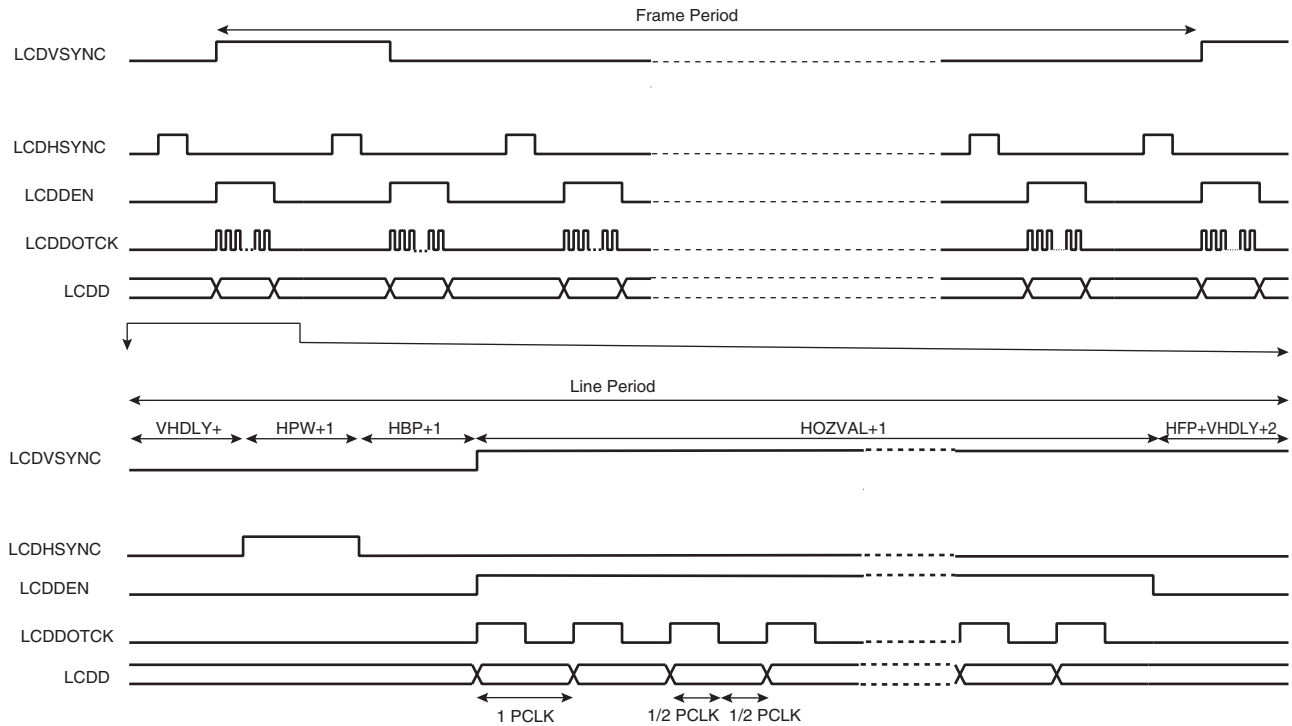 Frame Period
LCDVSYNC
LCDHSYNC
LCDDEN
LCDDOTCK
LCDD
Line Period
VHDLY+ HPW+1 HBP+1 HOZVAL+1 HFP+VHDLY+2
LCDVSYNC
LCDHSYNC
LCDDEN
LCDDOTCK
LCDD
1 PCLK 1/2 PCLK 1/2 PCLK